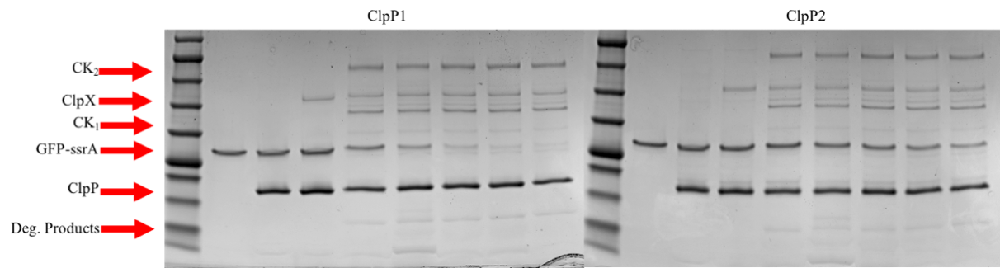 ClpP1
ClpP2
CK₂
ClpX
CK₁
GFP-ssrA
ClpP
Deg. Products